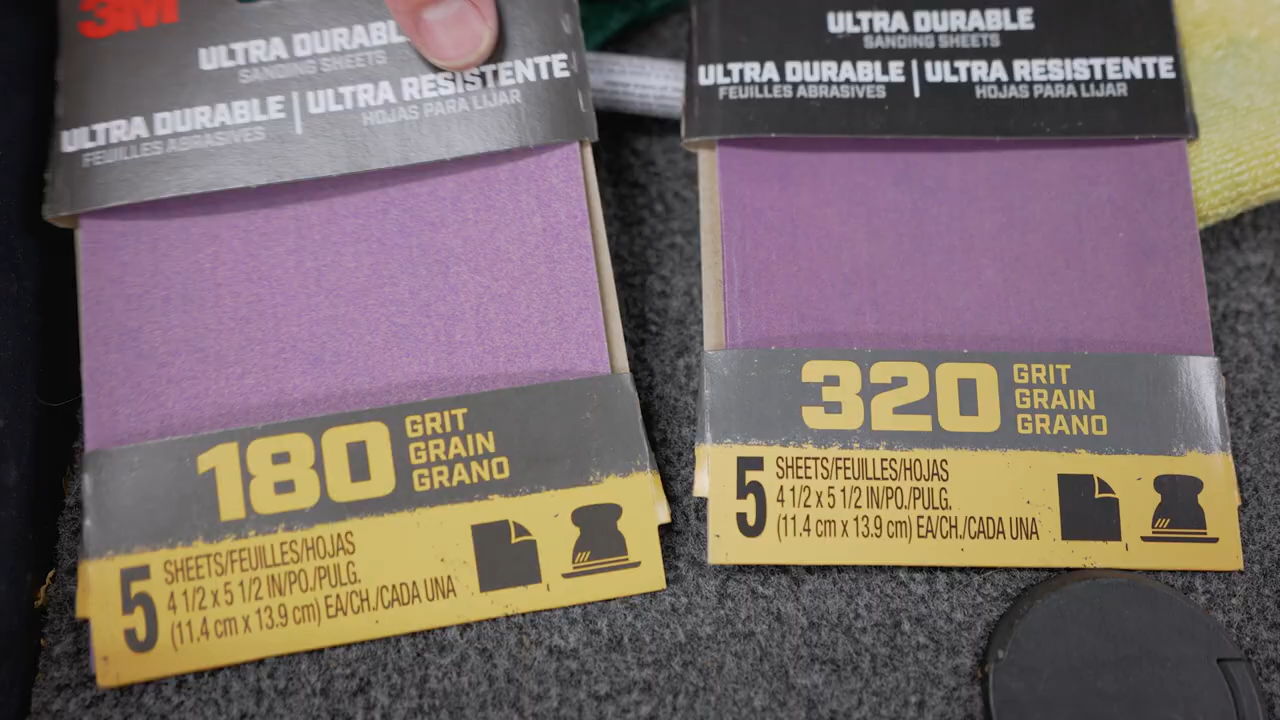 3M
ULTRA DURABL
SANDING SHEETS
ULTRA DURABLE | ULTRA RESISTENTE
FEUILLES ABRASIVES HOJAS PARA LIJAR
180 GRIT
GRAIN
GRANO
5 SHEETS/FEUILLES/HOJAS
4 1/2 x 5 1/2 IN/PO./PULG.
(11.4 cm x 13.9 cm) EA/CH./CADA UNA
ULTRA DURABLE
SANDING SHEETS
ULTRA DURABLE | ULTRA RESISTENTE
FEUILLES ABRASIVES HOJAS PARA LIJAR
320 GRIT
GRAIN
GRANO
5 SHEETS/FEUILLES/HOJAS
4 1/2 x 5 1/2 IN/PO./PULG.
(11.4 cm x 13.9 cm) EA/CH./CADA UNA